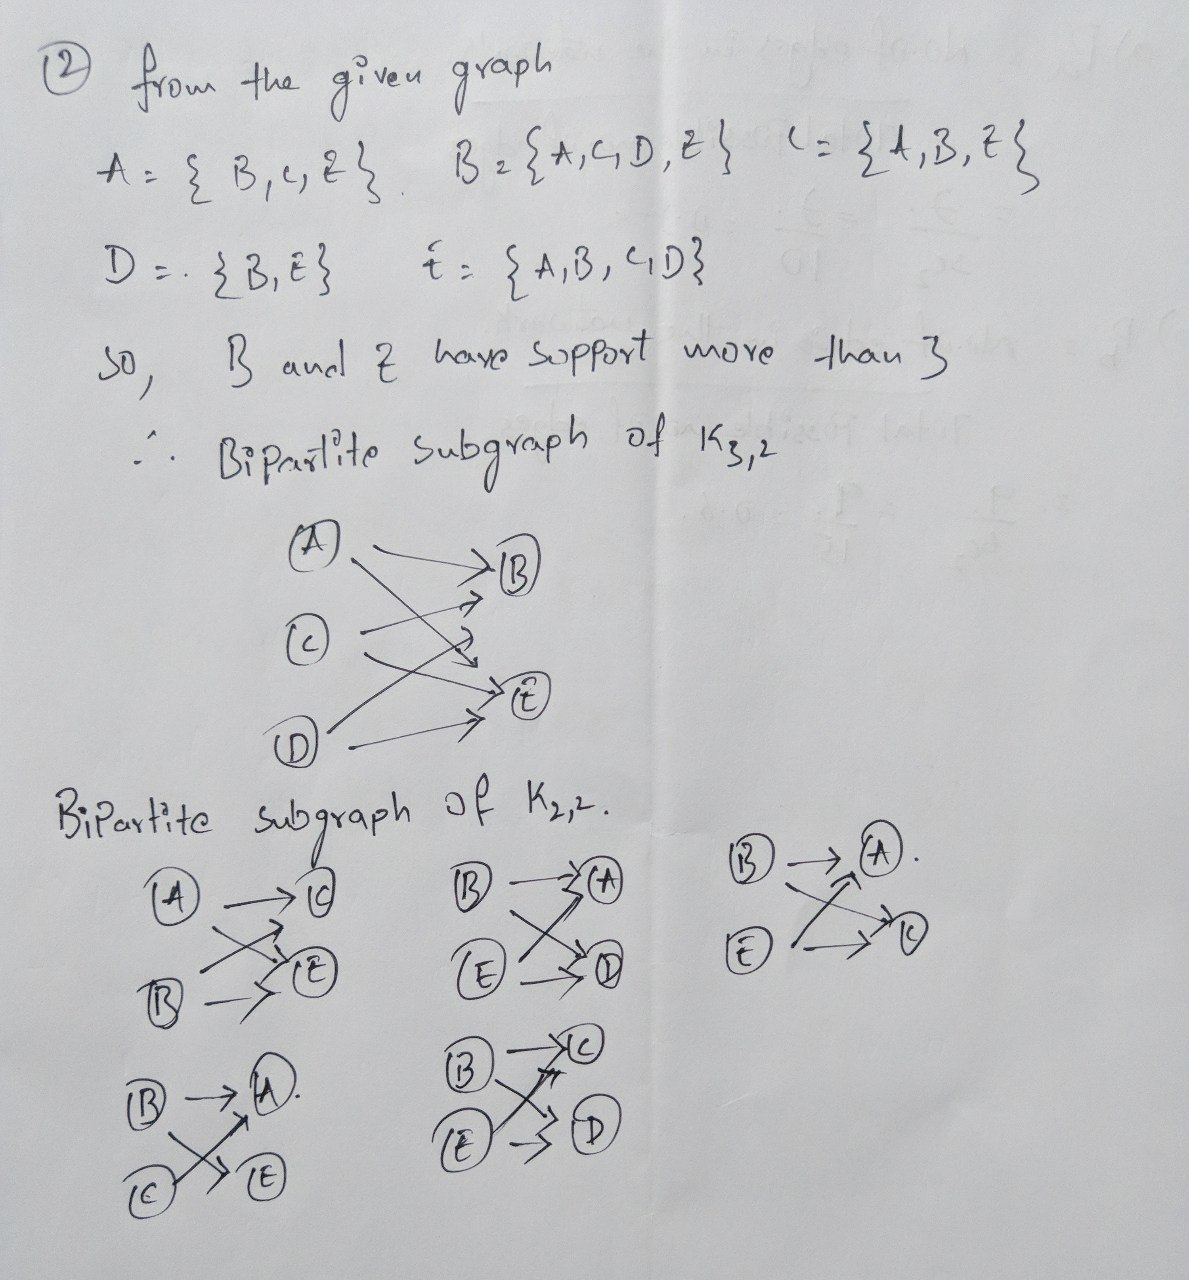 ② from the given graph
A = { B, C, E }. B = { A, C, D, E } C = { A, B, E }
D = . { B, E } E = { A, B, C, D }
So, B and E have support more than 3
∴ Bipartite subgraph of K3,2
A B
C
E
D
Bipartite subgraph of K2,2.
A C B A B A.
B E E D E C
B A. B C
C E E D